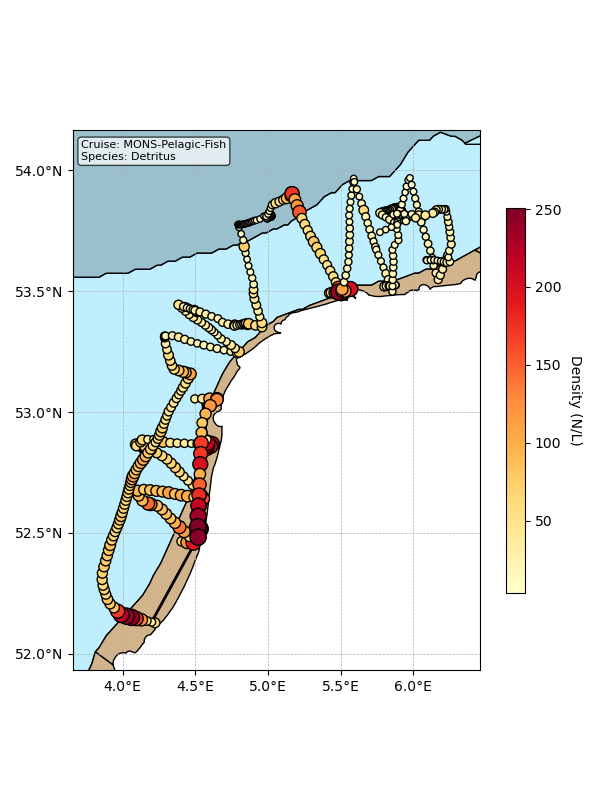 Cruise: MONS-Pelagic-Fish
Species: Detritus
54.0°N
53.5°N
53.0°N
52.5°N
52.0°N
4.0°E
4.5°E
5.0°E
5.5°E
6.0°E
250
200
150
100
50
Density (N/L)